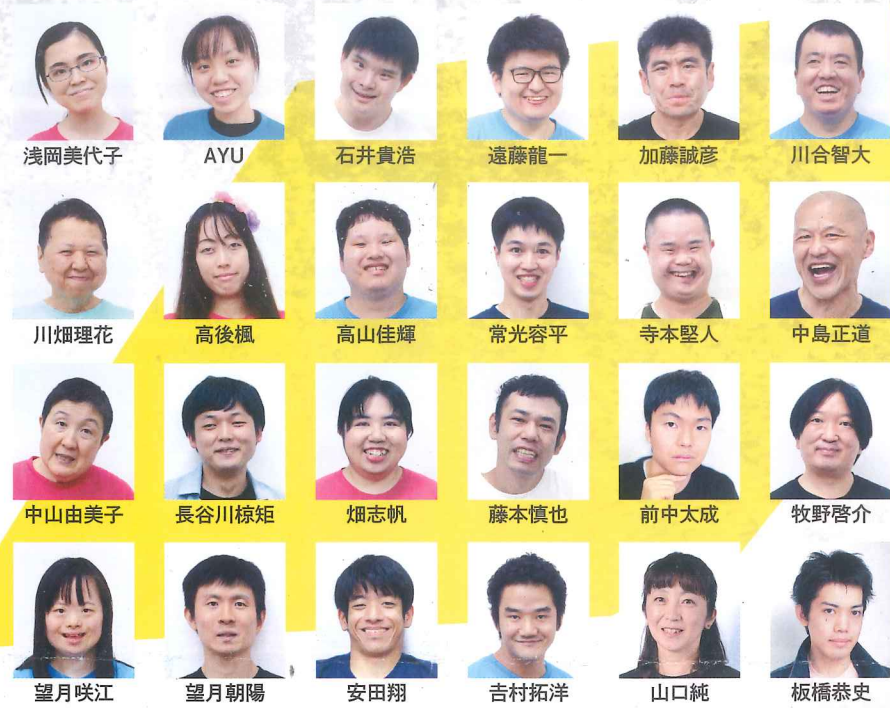 浅岡美代子
AYU
石井貴浩
遠藤龍一
加藤誠彦
川合智大
川畑理花
高後楓
高山佳輝
常光容平
寺本堅人
中島正道
中山由美子
長谷川椋矩
畑志帆
藤本慎也
前中太成
牧野啓介
望月咲江
望月朝陽
安田翔
𠮷村拓洋
山口純
板橋恭史